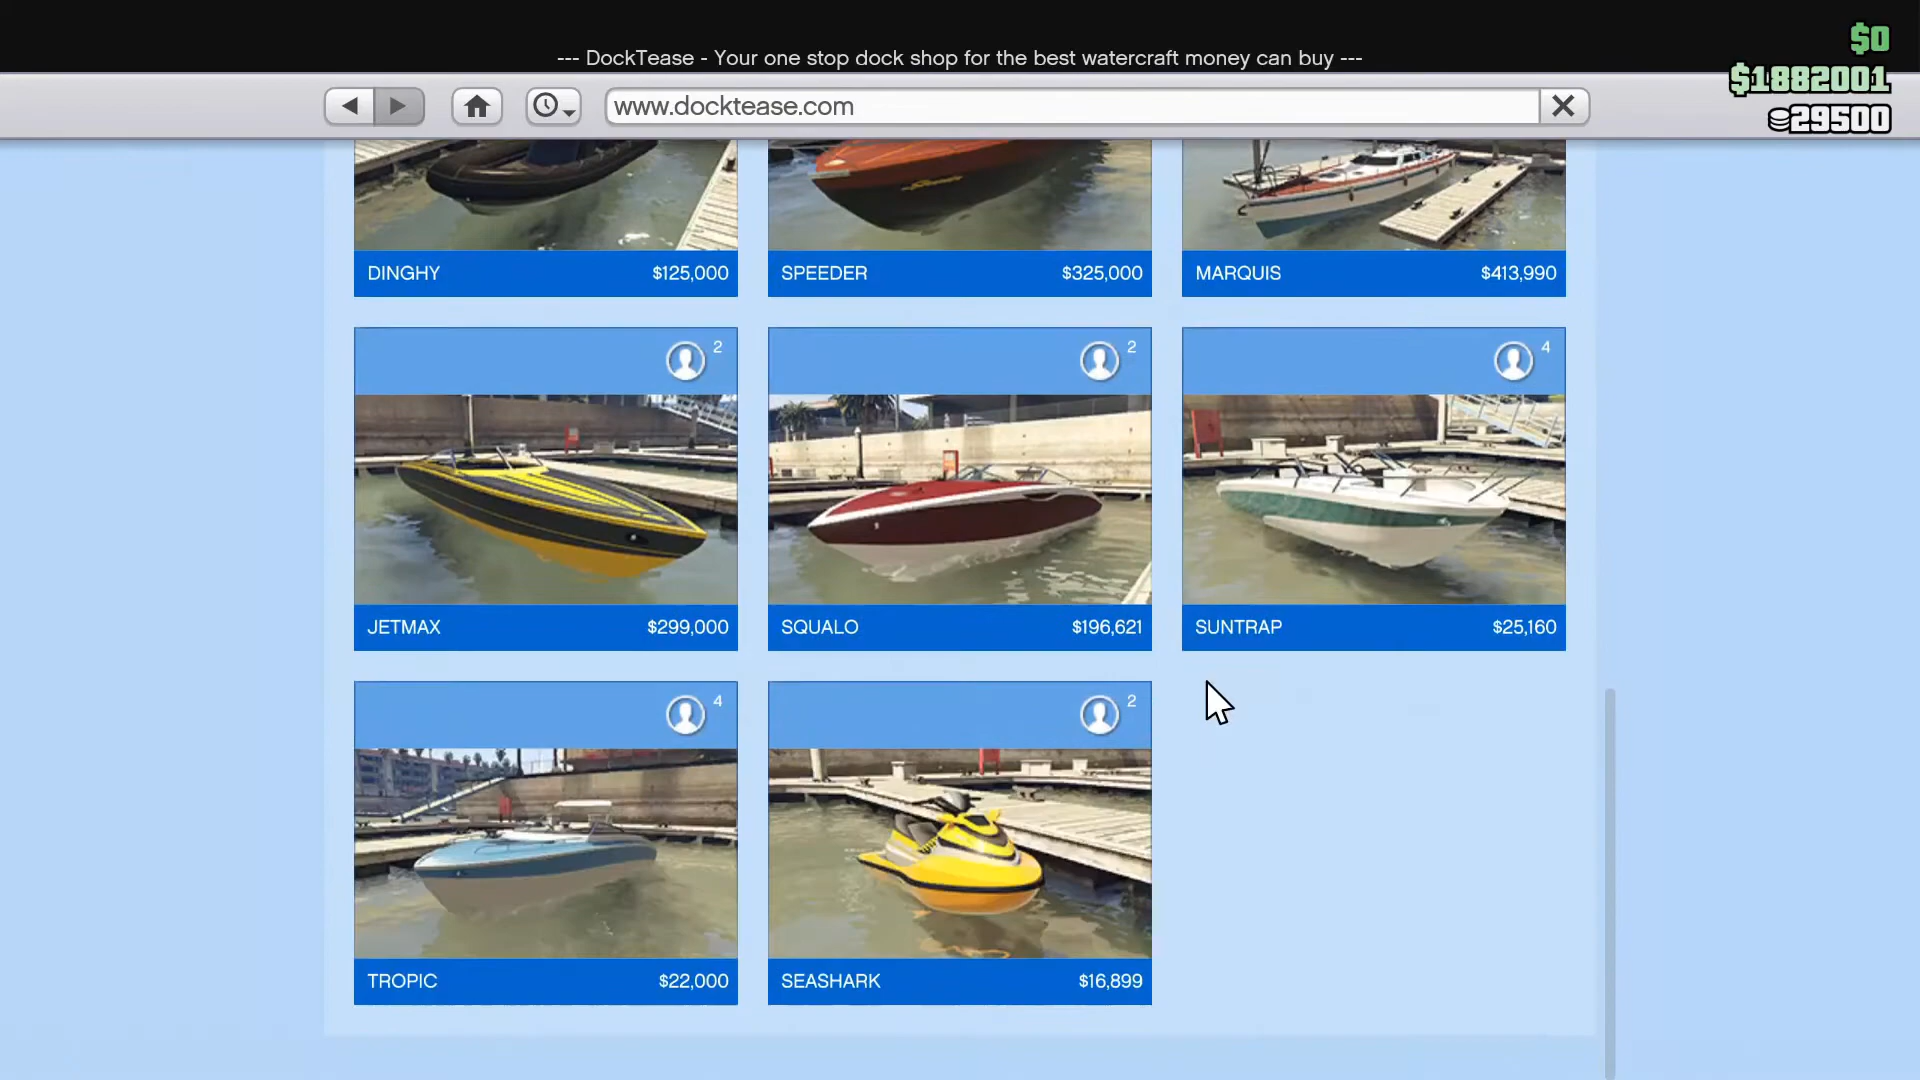 --- DockTease - Your one stop dock shop for the best watercraft money can buy ---
$0
$1882001
29500
www.docktease.com
DINGHY $125,000
SPEEDER $325,000
MARQUIS $413,990
2
2
4
JETMAX $299,000
SQUALO $196,621
SUNTRAP $25,160
4
2
TROPIC $22,000
SEASHARK $16,899